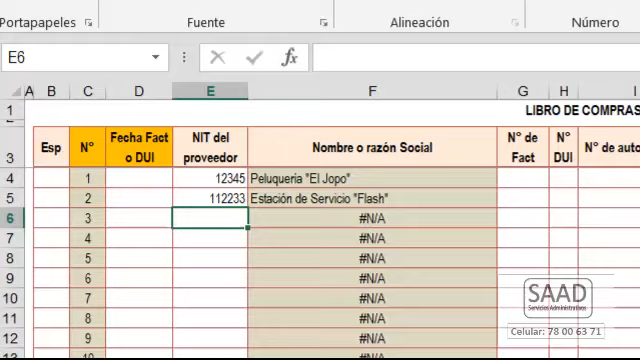 Portapapeles Fuente Alineación Número
E6 fx
A B C D E F G H I
1 LIBRO DE COMPRAS
3 Esp N° Fecha Fact o DUI NIT del proveedor Nombre o razón Social N° de Fact N° DUI N° de auto
4 1 12345 Peluqueria "El Jopo"
5 2 112233 Estación de Servicio "Flash"
6 3 #N/A
7 4 #N/A
8 5 #N/A
9 6 #N/A
10 7 #N/A
11 8 #N/A
12 9 #N/A
SAAD
Servicios Administrativos
Celular: 78 00 63 71